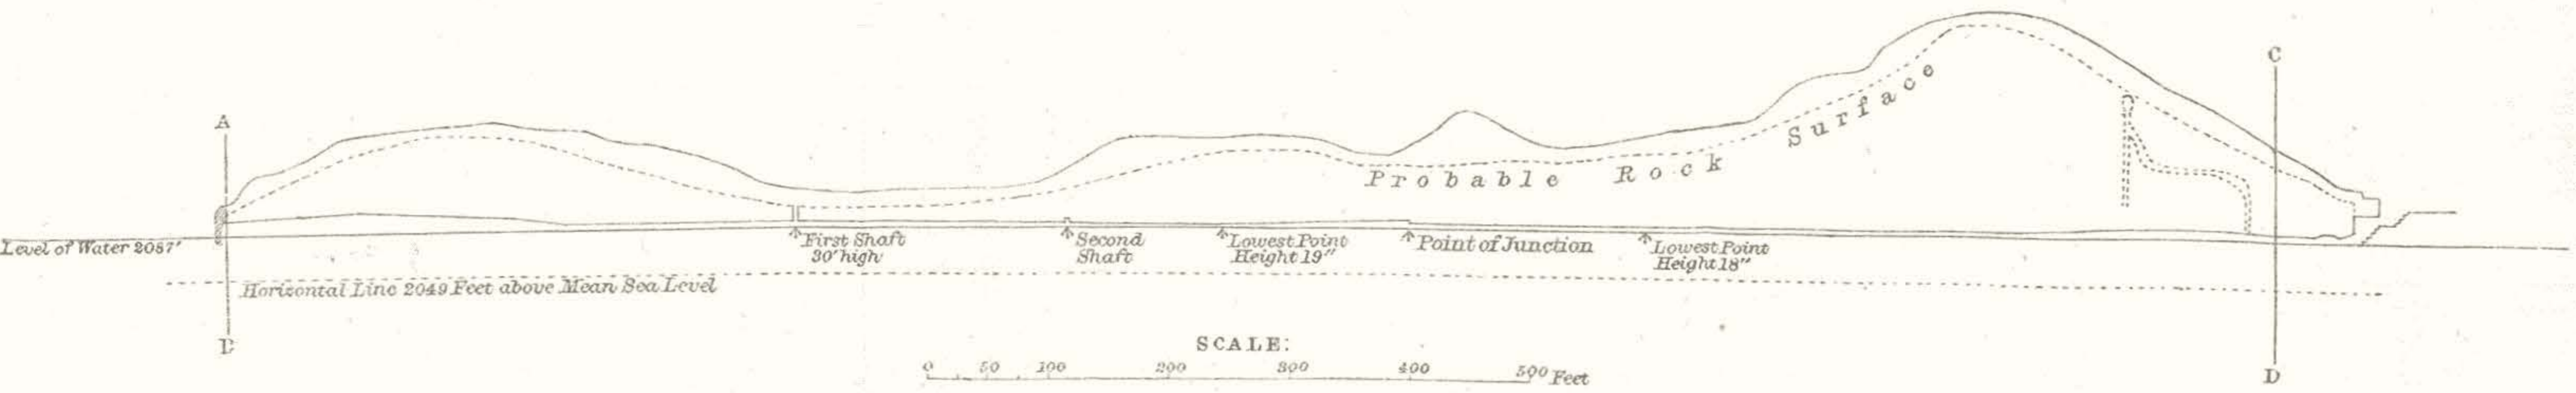 A
C
Probable Rock Surface
Level of Water 2087'
First Shaft
30' high
Second
Shaft
Lowest Point
Height 19"
Point of Junction
Lowest Point
Height 18"
Horizontal Line 2049 Feet above Mean Sea Level
D
D
SCALE:
0 50 100 200 300 400 500 Feet